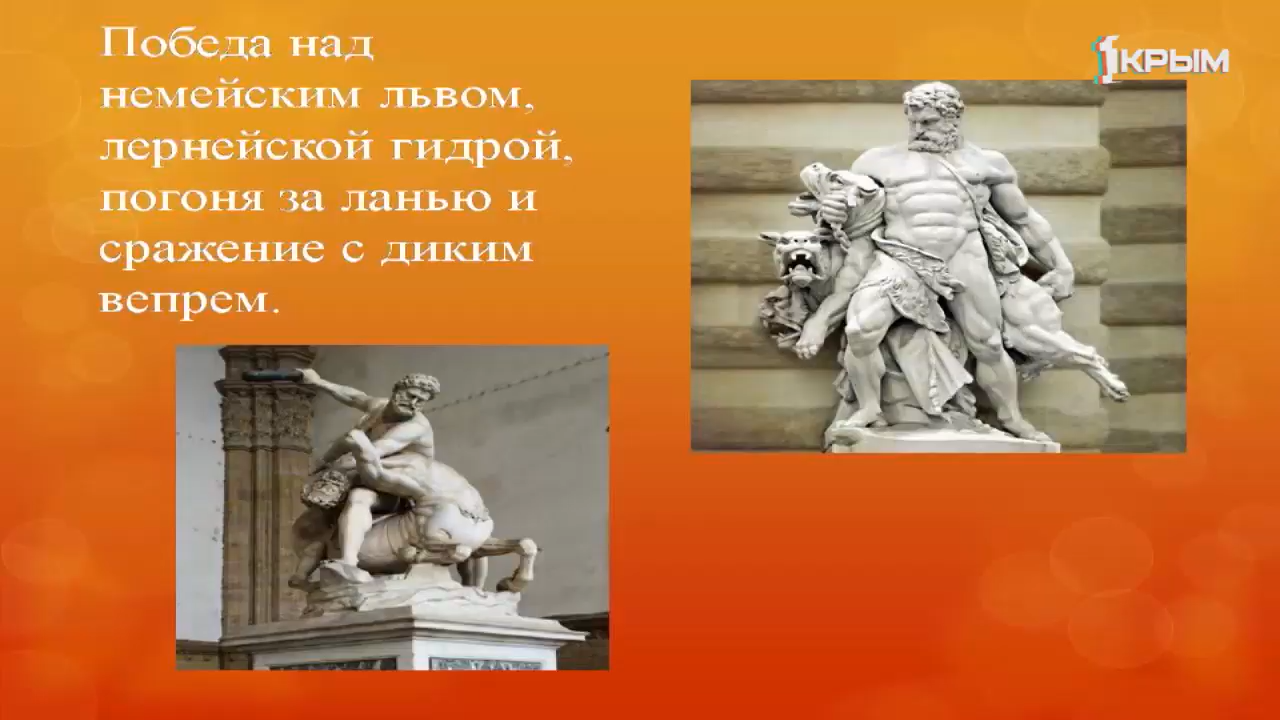 Победа над
немейским львом,
лернейской гидрой,
погоня за ланью и
сражение с диким
вепрем.
1КРЫМ